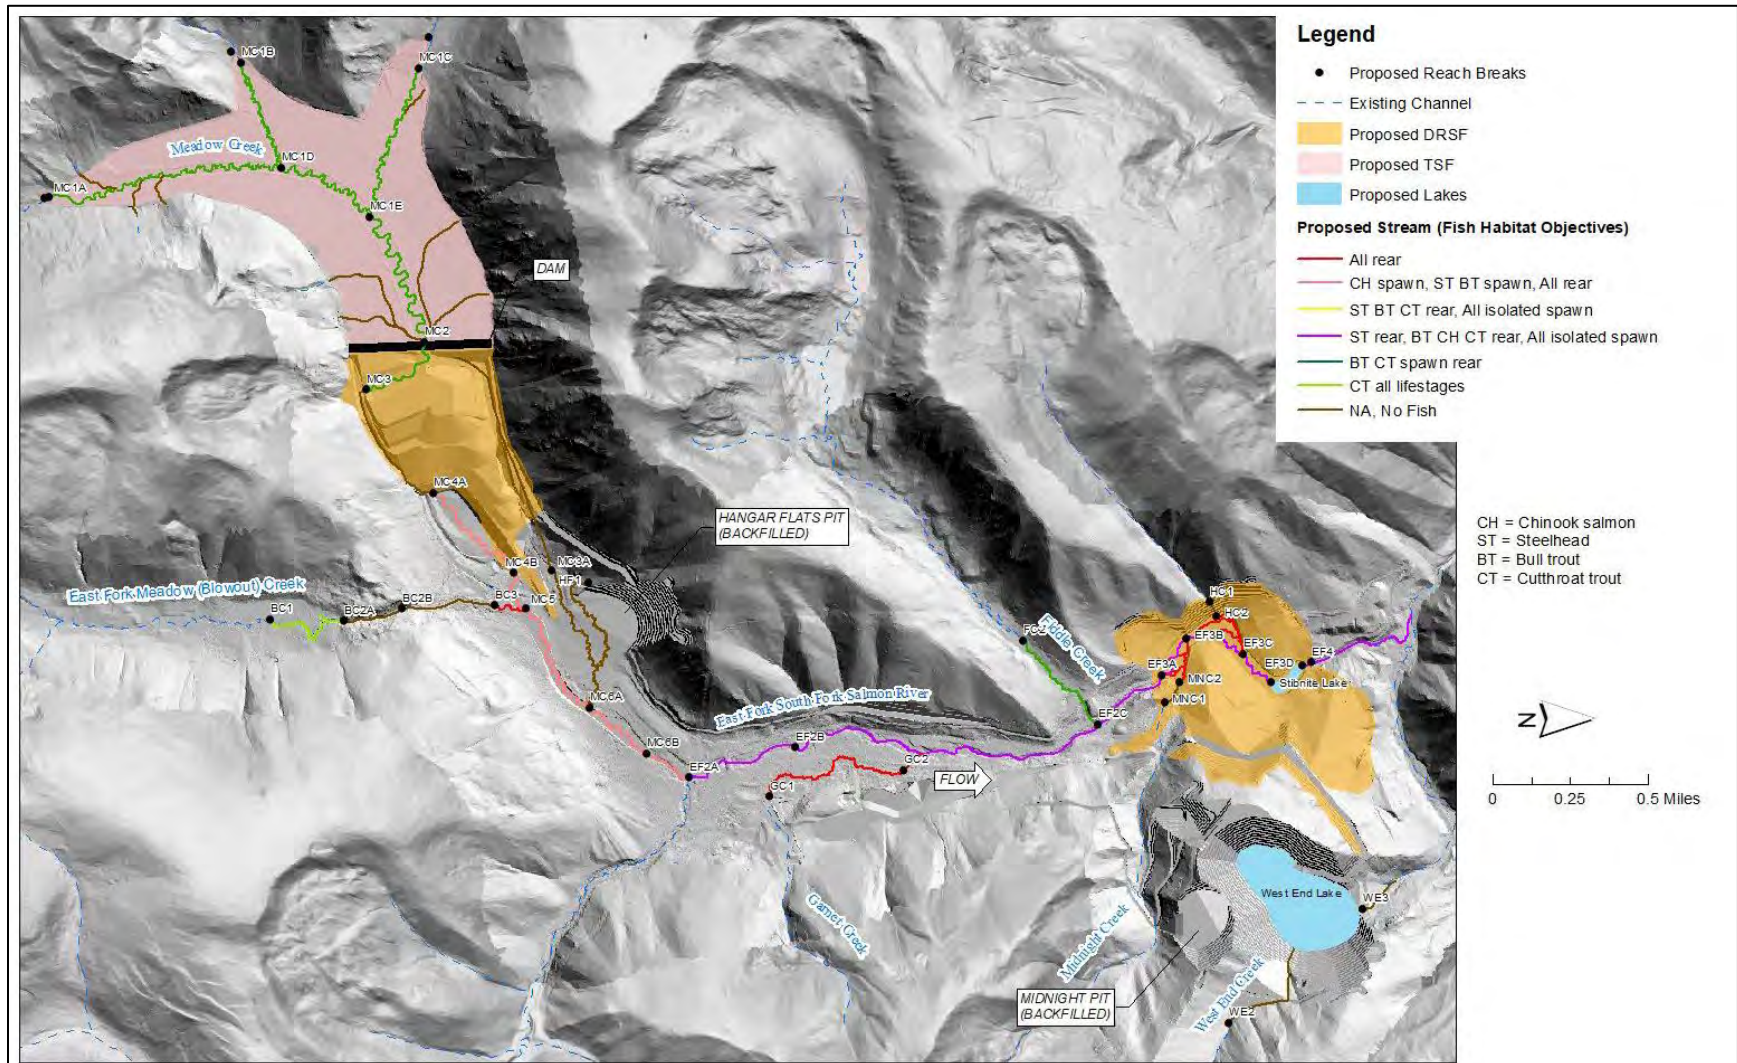 Legend
Proposed Reach Breaks
Existing Channel
Proposed DRSF
Proposed TSF
Proposed Lakes
Proposed Stream (Fish Habitat Objectives)
All rear
CH spawn, ST BT spawn, All rear
ST BT CT rear, All isolated spawn
ST rear, BT CH CT rear, All isolated spawn
BT CT spawn rear
CT all lifestages
NA, No Fish
CH = Chinook salmon
ST = Steelhead
BT = Bull trout
CT = Cutthroat trout
N
0 0.25 0.5 Miles
MC1B
MC1C
Meadow Creek
MC1D
MC1A
MC1E
DAM
MC2
MC3
MC4A
HANGAR FLATS PIT
(BACKFILLED)
MC4B
MC3A
HF1
East Fork Meadow (Blowout) Creek
BC1
BC2A
BC2B
BC3
MC5
MC6A
MC6B
East Fork South Fork Salmon River
EF2A
EF2B
GC1
GC2
FLOW
FC2
Fiddle Creek
EF2C
HC1
HC2
EF3B
EF3C
EF3A
EF3D
EF4
MNC2
Stibnite Lake
MNC1
West End Lake
WE3
Garnet Creek
Midnight Creek
MIDNIGHT PIT
(BACKFILLED)
West End Creek
WE2